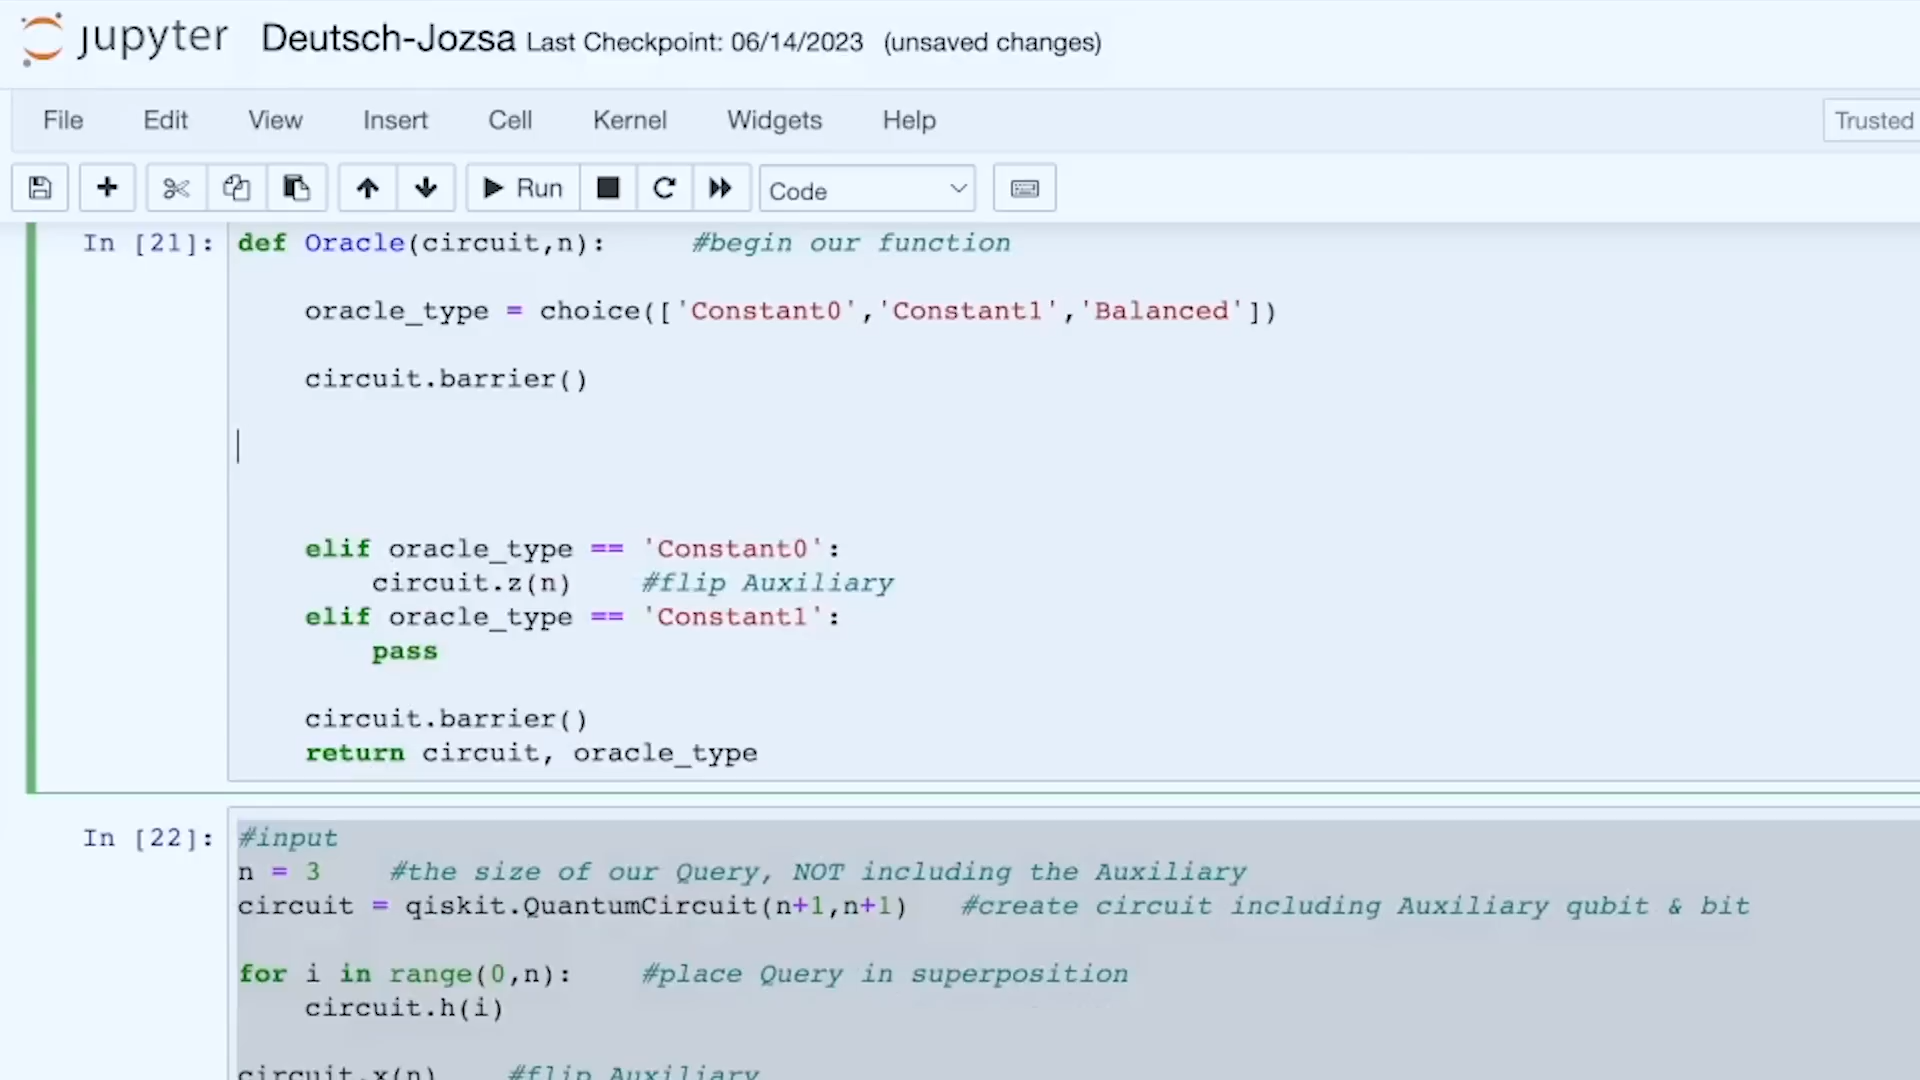 jupyter Deutsch-Jozsa Last Checkpoint: 06/14/2023 (unsaved changes)
File Edit View Insert Cell Kernel Widgets Help Trusted
Run Code
In [21]: def Oracle(circuit,n): #begin our function
oracle_type = choice(['Constant0','Constant1','Balanced'])
circuit.barrier()
elif oracle_type == 'Constant0':
circuit.z(n) #flip Auxiliary
elif oracle_type == 'Constant1':
pass
circuit.barrier()
return circuit, oracle_type
In [22]: #input
n = 3 #the size of our Query, NOT including the Auxiliary
circuit = qiskit.QuantumCircuit(n+1,n+1) #create circuit including Auxiliary qubit & bit
for i in range(0,n): #place Query in superposition
circuit.h(i)
circuit.x(n) #flip Auxiliary